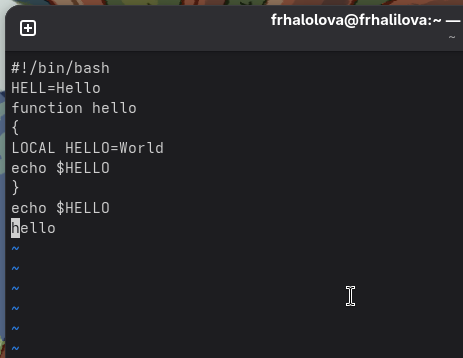 frhalolova@frhalilova:~ —
~
#!/bin/bash
HELL=Hello
function hello
{
LOCAL HELLO=World
echo $HELLO
}
echo $HELLO
hello
~
~
~
~
~
~